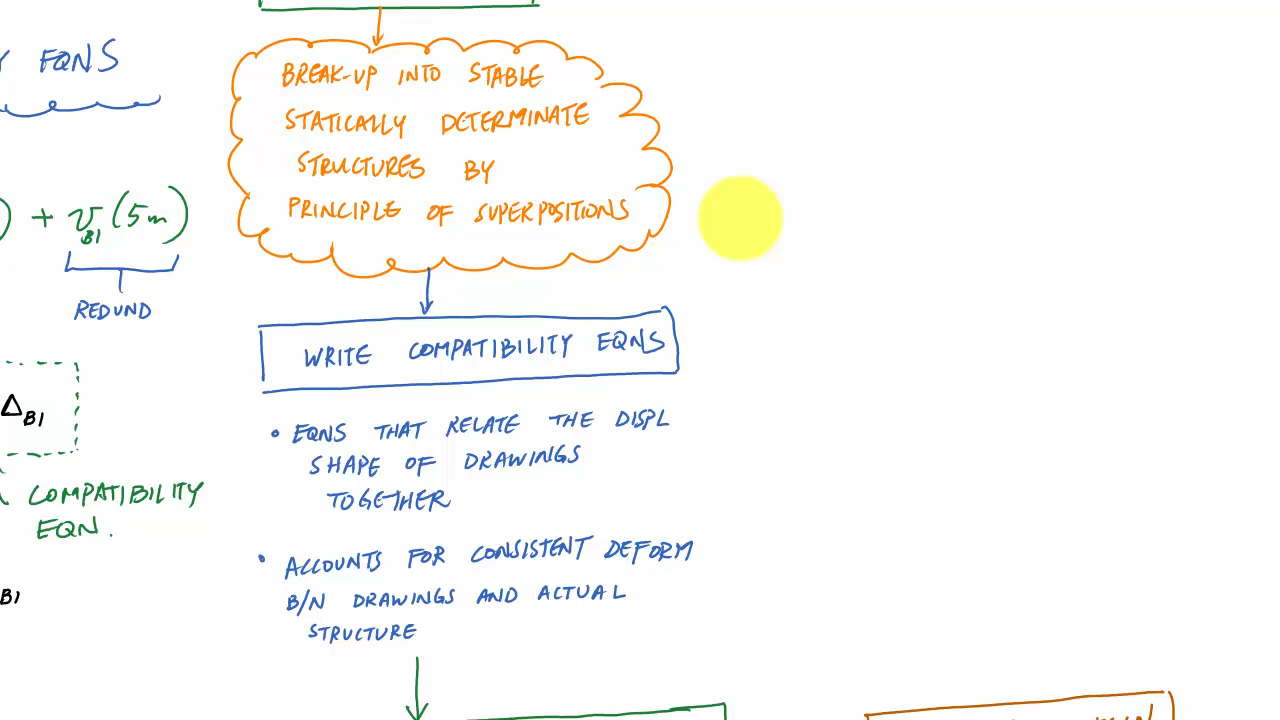 EQNS
BREAK-UP INTO STABLE
STATICALLY DETERMINATE
STRUCTURES BY
PRINCIPLE OF SUPERPOSITIONS
) + v_B1 (5m)
REDUND
WRITE COMPATIBILITY EQNS
Δ_B1
COMPATIBILITY
EQN.
B1
• EQNS THAT RELATE THE DISPL
SHAPE OF DRAWINGS
TOGETHER
• ACCOUNTS FOR CONSISTENT DEFORM
B/N DRAWINGS AND ACTUAL
STRUCTURE